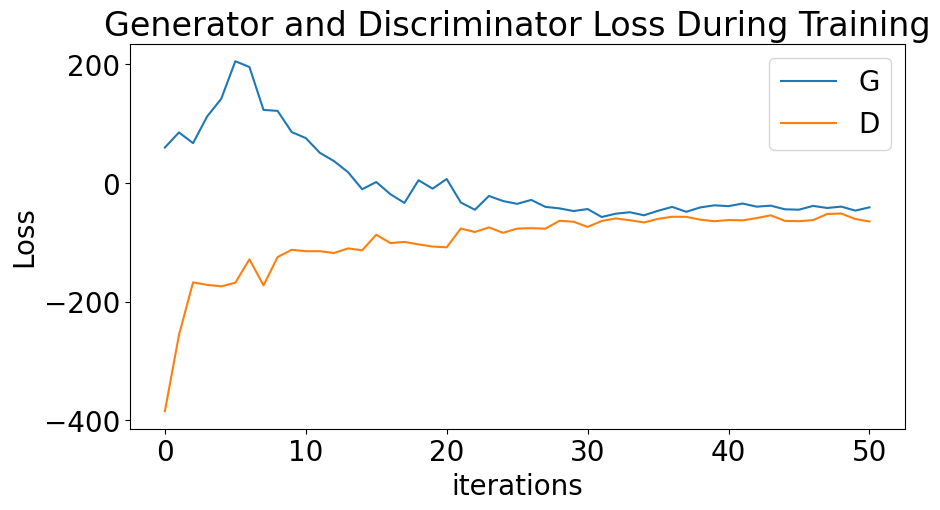 Generator and Discriminator Loss During Training
G
D
200
0
−200
−400
Loss
0 10 20 30 40 50
iterations